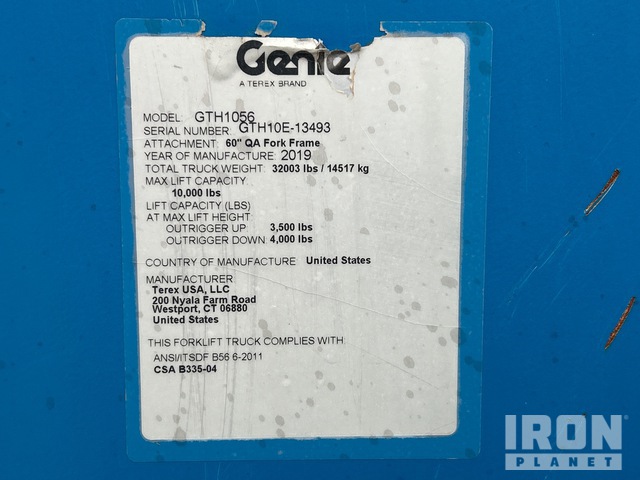 Genie
A TEREX BRAND
MODEL: GTH1056
SERIAL NUMBER: GTH10E-13493
ATTACHMENT: 60" QA Fork Frame
YEAR OF MANUFACTURE: 2019
TOTAL TRUCK WEIGHT: 32003 lbs / 14517 kg
MAX LIFT CAPACITY:
10,000 lbs
LIFT CAPACITY (LBS)
AT MAX LIFT HEIGHT:
OUTRIGGER UP: 3,500 lbs
OUTRIGGER DOWN: 4,000 lbs
COUNTRY OF MANUFACTURE: United States
MANUFACTURER:
Terex USA, LLC
200 Nyala Farm Road
Westport, CT 06880
United States
THIS FORKLIFT TRUCK COMPLIES WITH:
ANSI/ITSDF B56 6-2011
CSA B335-04
IRON
PLANET